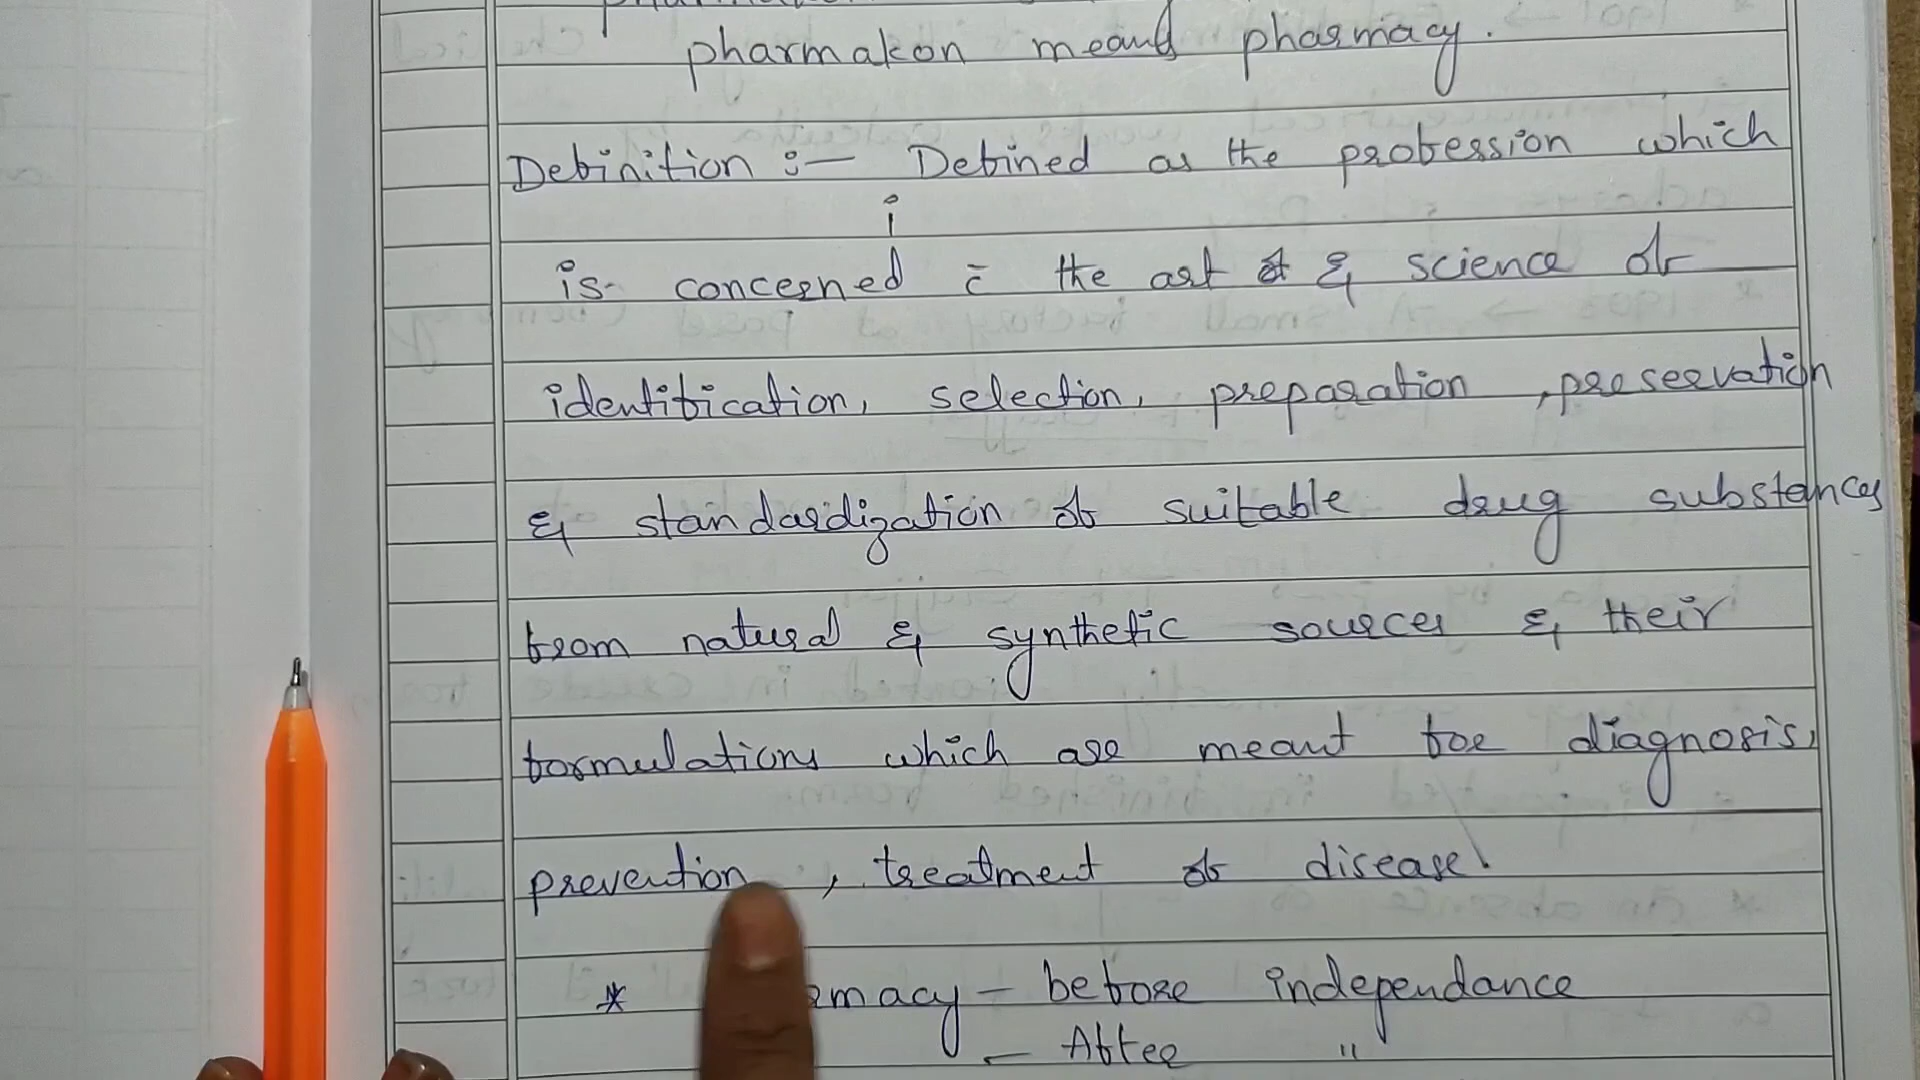 pharmakon means pharmacy.
Definition :- Defined as the profession which
i
is concerned c̄ the art & science of
identification, selection, preparation, preservation
& standardization of suitable drug substances
from natural & synthetic sources & their
formulations which are meant for diagnosis,
prevention, treatment of disease.
* rmacy - before independance
- After "